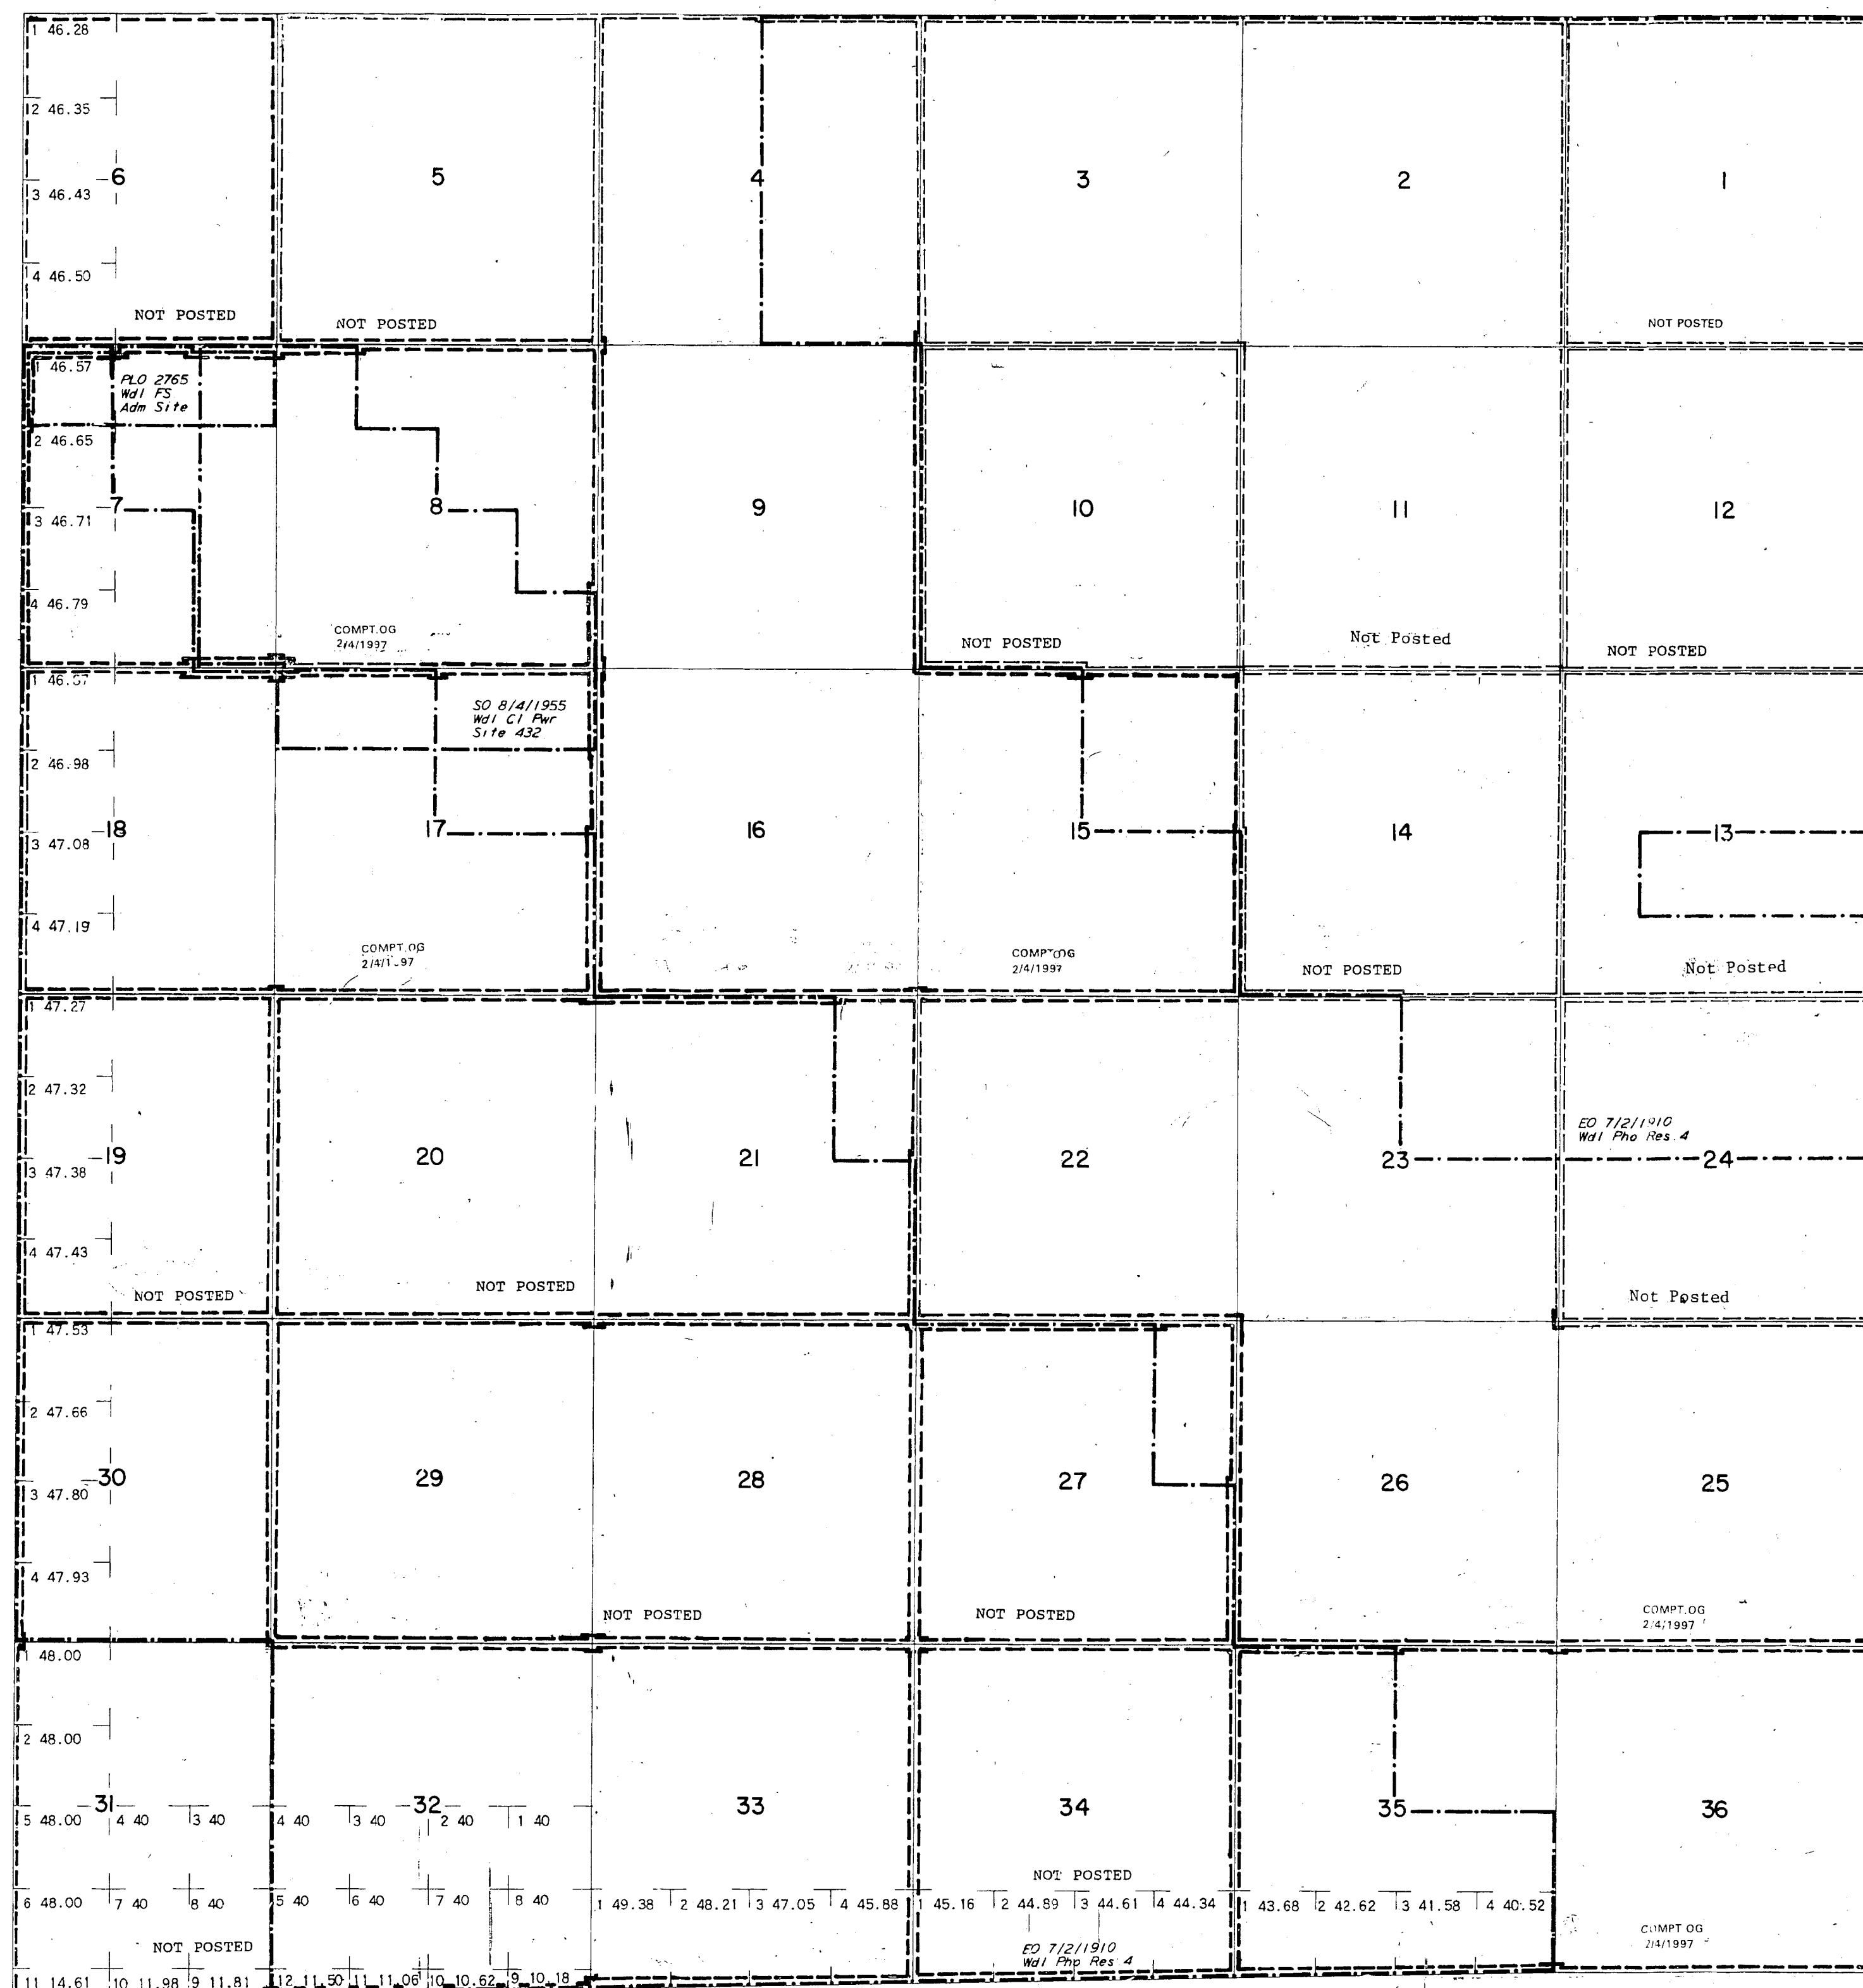 1 46.28
2 46.35
6 5 4 3 2 1
3 46.43
4 46.50
NOT POSTED NOT POSTED NOT POSTED
1 46.57
PLO 2765
Wdl FS
Adm Site
2 46.65
7 8 9 10 11 12
3 46.71
4 46.79
COMPT.OG
2/4/1997
NOT POSTED Not Posted NOT POSTED
1 46.87
SO 8/4/1955
Wdl Cl Pwr
Site 432
2 46.98
18 17 16 15 14 13
3 47.08
4 47.19
COMPT.OG
2/4/1997
COMPT.OG
2/4/1997
NOT POSTED Not Posted
1 47.27
2 47.32
EO 7/2/1910
Wdl Pho Res 4
19 20 21 22 23 24
3 47.38
4 47.43
NOT POSTED NOT POSTED Not Posted
1 47.53
2 47.66
30 29 28 27 26 25
3 47.80
4 47.93
NOT POSTED NOT POSTED
COMPT.OG
2/4/1997
1 48.00
2 48.00
31 32 33 34 35 36
5 48.00 4 40 3 40 4 40 3 40 2 40 1 40
NOT POSTED
6 48.00 7 40 8 40 5 40 6 40 7 40 8 40 1 49.38 2 48.21 3 47.05 4 45.88 1 45.16 2 44.89 3 44.61 4 44.34 1 43.68 2 42.62 3 41.58 4 40.52
NOT POSTED
EO 7/2/1910
Wdl Pho Res 4
COMPT OG
2/4/1997
11 14.61 10 11.98 9 11.81 12 11.50 11 11.06 10 10.62 9 10.18